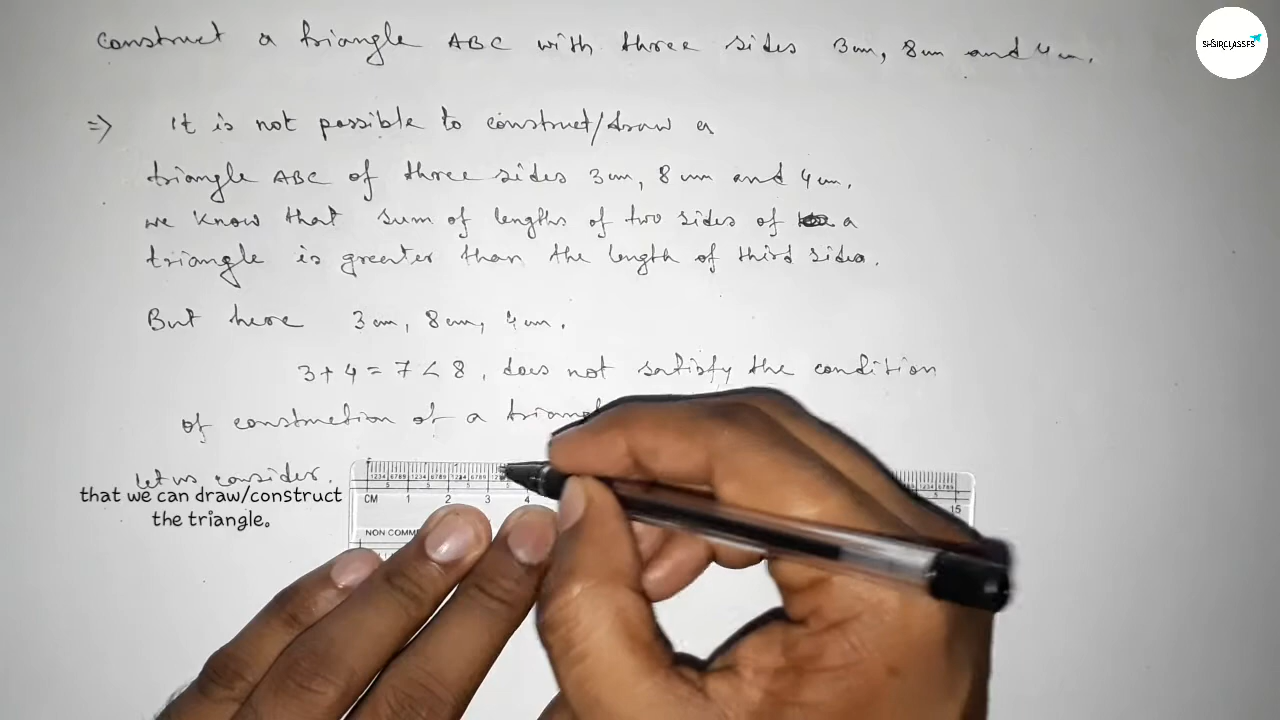 construct a triangle ABC with three sides 3cm, 8cm and 4cm.
SHSIRCLASSES
=> It is not possible to construct/draw a
triangle ABC of three sides 3cm, 8cm and 4cm.
we know that sum of lengths of two sides of a
triangle is greater than the length of third sides.
But here 3cm, 8cm, 4cm.
3+4 = 7 < 8, does not satisfy the condition
of construction of a
Let us consider.
that we can draw/construct
the triangle.
CM 1 2 3 4 15
NON COMM